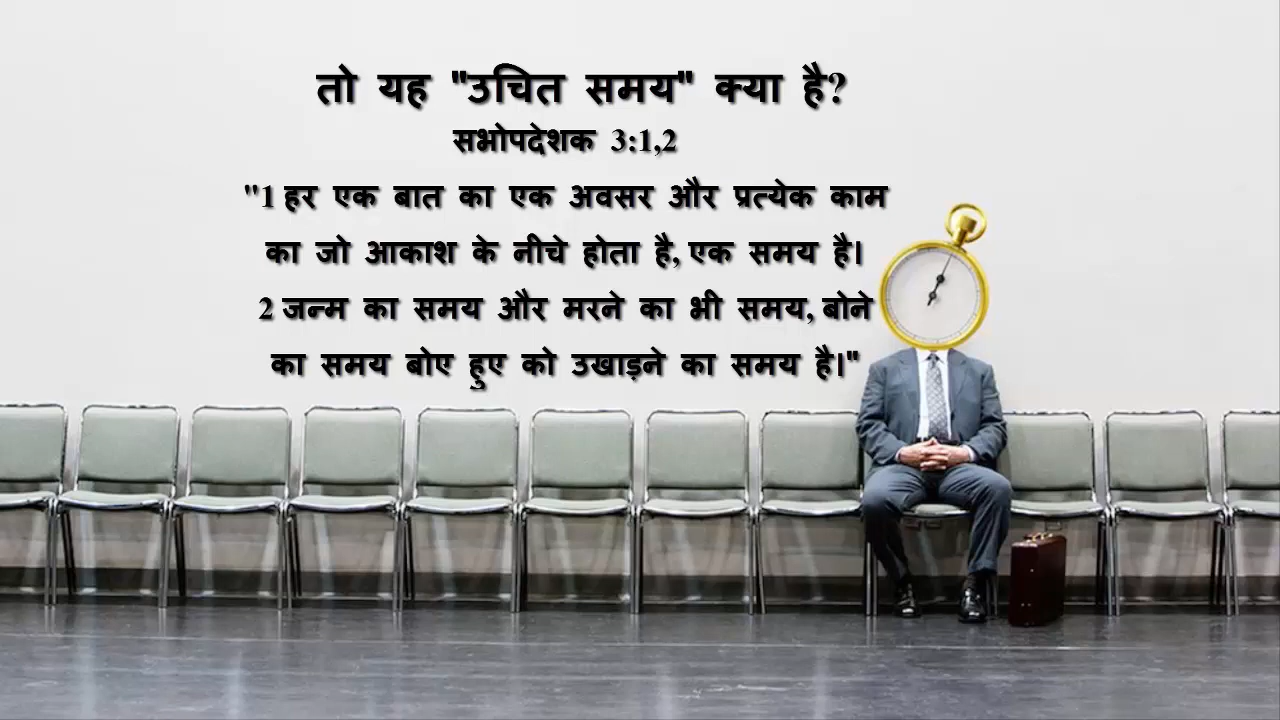 तो यह "उचित समय" क्या है?
सभोपदेशक 3:1,2
"1 हर एक बात का एक अवसर और प्रत्येक काम
का जो आकाश के नीचे होता है, एक समय है।
2 जन्म का समय और मरने का भी समय, बोने
का समय बोए हुए को उखाड़ने का समय है।"